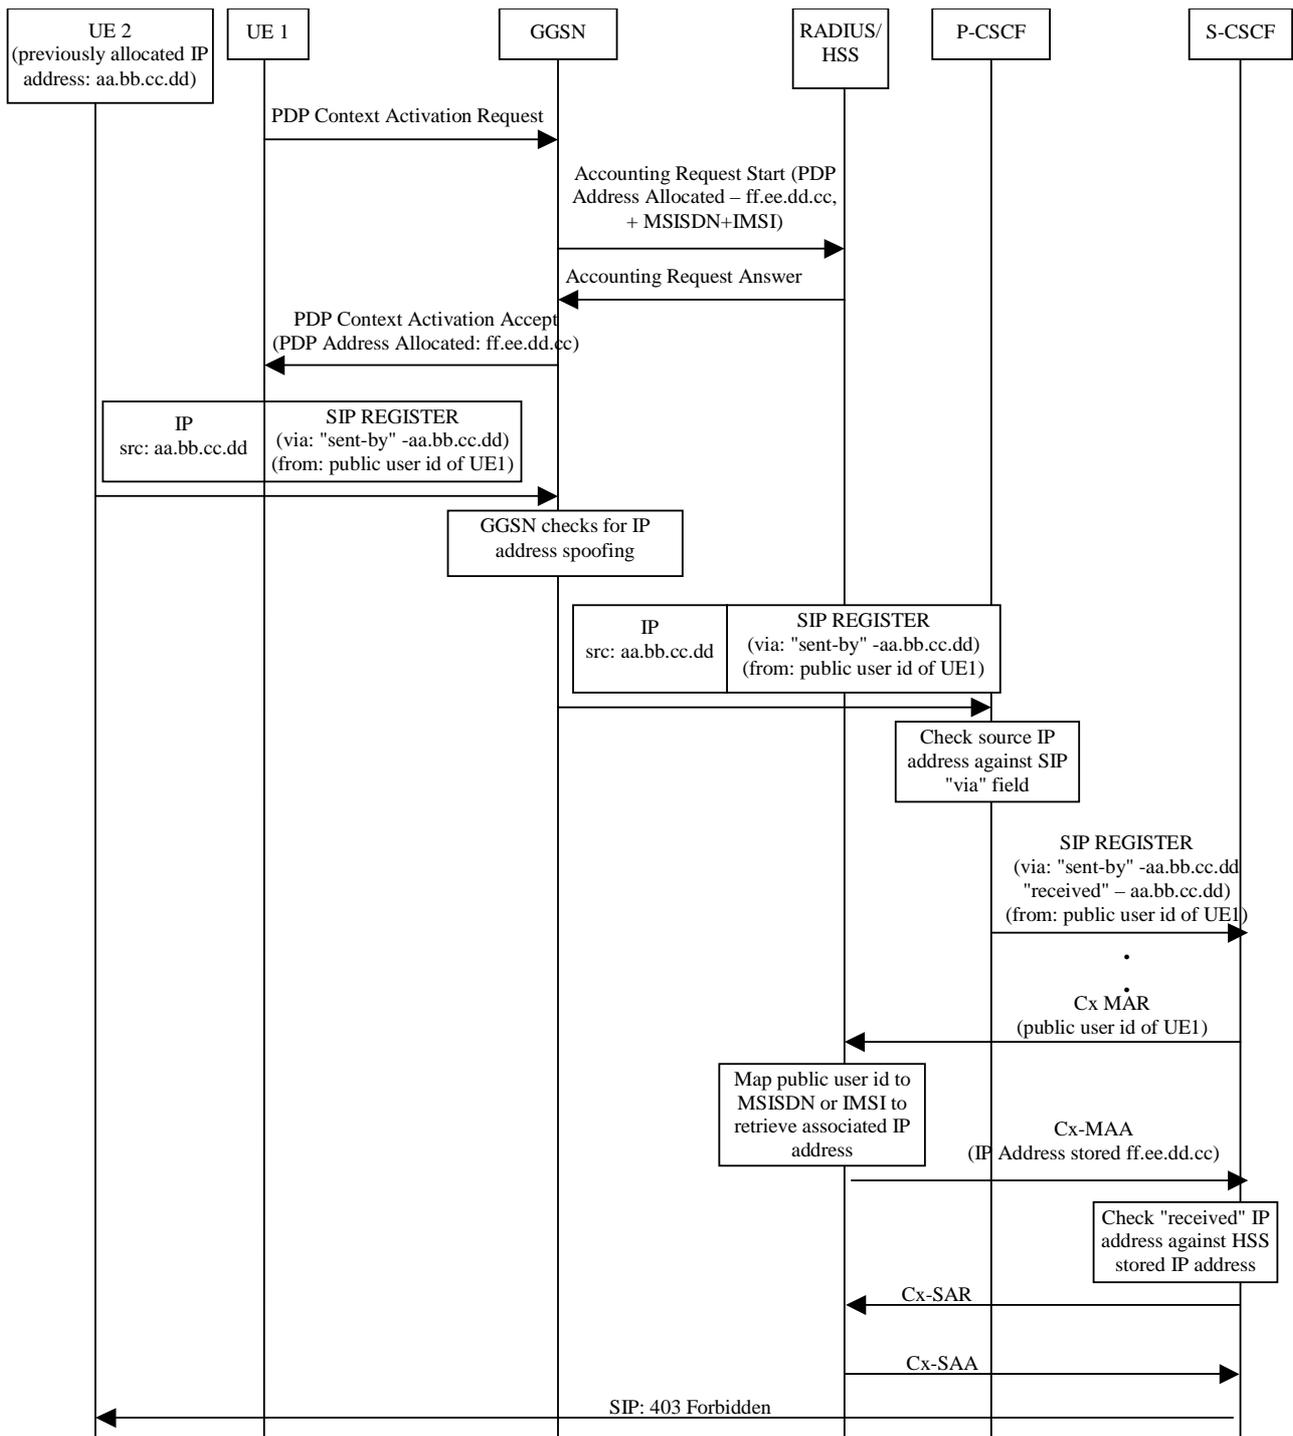 UE 2
(previously allocated IP
address: aa.bb.cc.dd)
UE 1
GGSN
RADIUS/
HSS
P-CSCF
S-CSCF
PDP Context Activation Request
Accounting Request Start (PDP
Address Allocated – ff.ee.dd.cc,
+ MSISDN+IMSI)
Accounting Request Answer
PDP Context Activation Accept
(PDP Address Allocated: ff.ee.dd.cc)
IP
src: aa.bb.cc.dd
SIP REGISTER
(via: "sent-by" -aa.bb.cc.dd)
(from: public user id of UE1)
GGSN checks for IP
address spoofing
IP
src: aa.bb.cc.dd
SIP REGISTER
(via: "sent-by" -aa.bb.cc.dd)
(from: public user id of UE1)
Check source IP
address against SIP
"via" field
SIP REGISTER
(via: "sent-by" -aa.bb.cc.dd
"received" – aa.bb.cc.dd)
(from: public user id of UE1)
.
.
Cx MAR
(public user id of UE1)
Map public user id to
MSISDN or IMSI to
retrieve associated IP
address
Cx-MAA
(IP Address stored ff.ee.dd.cc)
Check "received" IP
address against HSS
stored IP address
Cx-SAR
Cx-SAA
SIP: 403 Forbidden